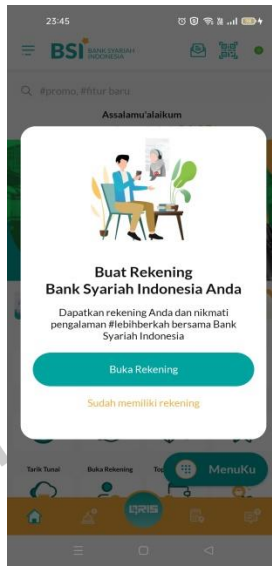 23:45
BSI BANK SYARIAH
INDONESIA
#promo, #fitur baru
Assalamu'alaikum
Buat Rekening
Bank Syariah Indonesia Anda
Dapatkan rekening Anda dan nikmati
pengalaman #lebihberkah bersama Bank
Syariah Indonesia
Buka Rekening
Sudah memiliki rekening
Tarik Tunai Buka Rekening Top
MenuKu
QRIS